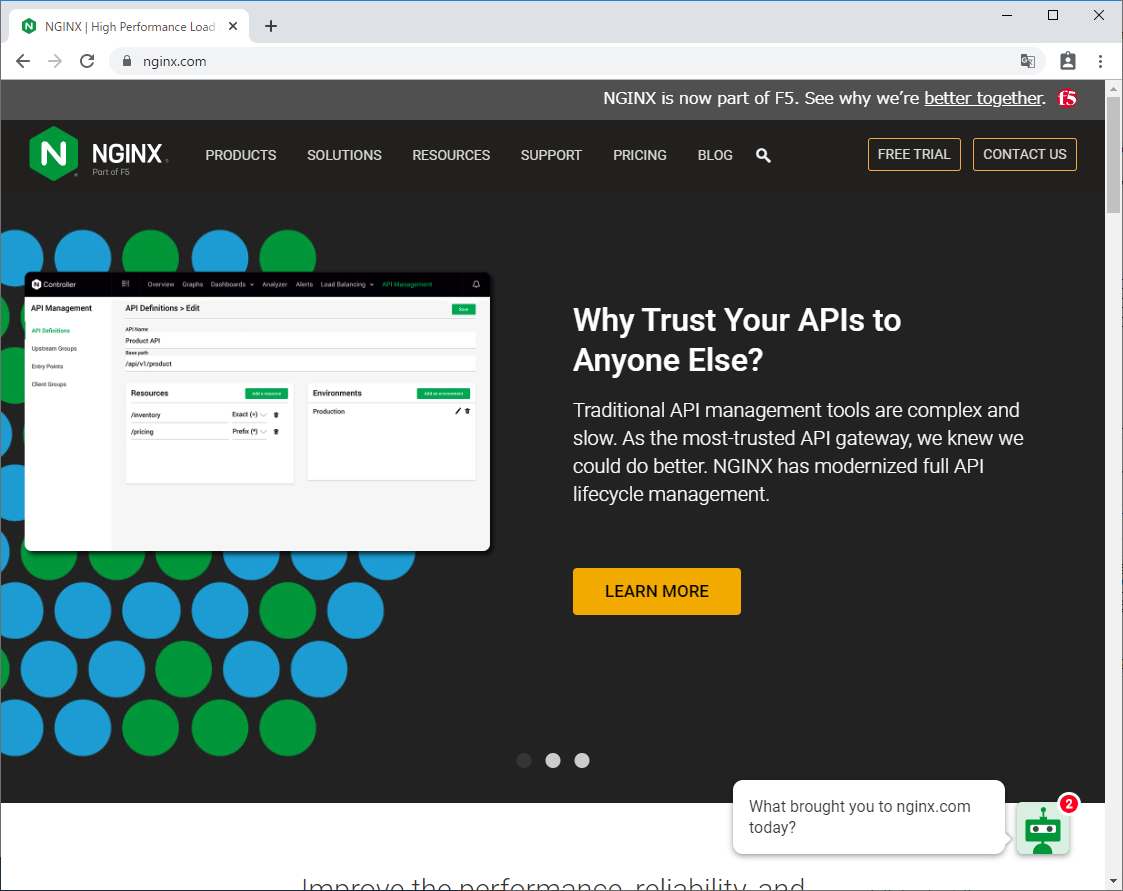 NGINX | High Performance Load
nginx.com
NGINX is now part of F5. See why we're better together. f5
NGINX
Part of F5
PRODUCTS SOLUTIONS RESOURCES SUPPORT PRICING BLOG
FREE TRIAL CONTACT US
Controller Overview Graphs Dashboards Analyzer Alerts Load Balancing API Management
API Management
API Definitions
Upstream Groups
Entry Points
Client Groups
API Definitions > Edit Save
API Name
Product API
Base path
/api/v1/product
Resources Add a resource
/inventory Exact (=)
/pricing Prefix (*)
Environments Add an environment
Production
Why Trust Your APIs to
Anyone Else?
Traditional API management tools are complex and
slow. As the most-trusted API gateway, we knew we
could do better. NGINX has modernized full API
lifecycle management.
LEARN MORE
What brought you to nginx.com
today?
2
Improve the performance, reliability, and